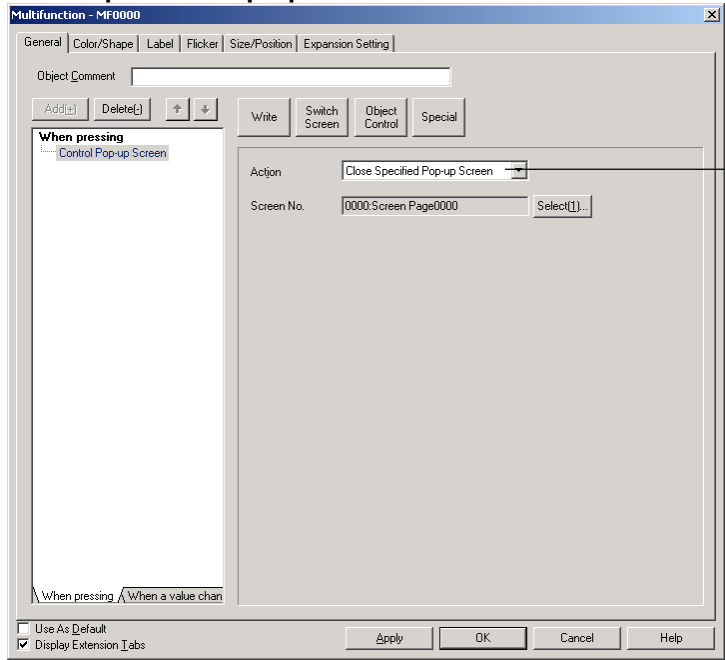 Multifunction - MF0000
General Color/Shape Label Flicker Size/Position Expansion Setting
Object Comment
Add(+) Delete(-)
Write Switch Screen Object Control Special
When pressing
Control Pop-up Screen
Action Close Specified Pop-up Screen
Screen No. 0000:Screen Page0000 Select(1)...
When pressing When a value chan
Use As Default
Display Extension Tabs
Apply OK Cancel Help